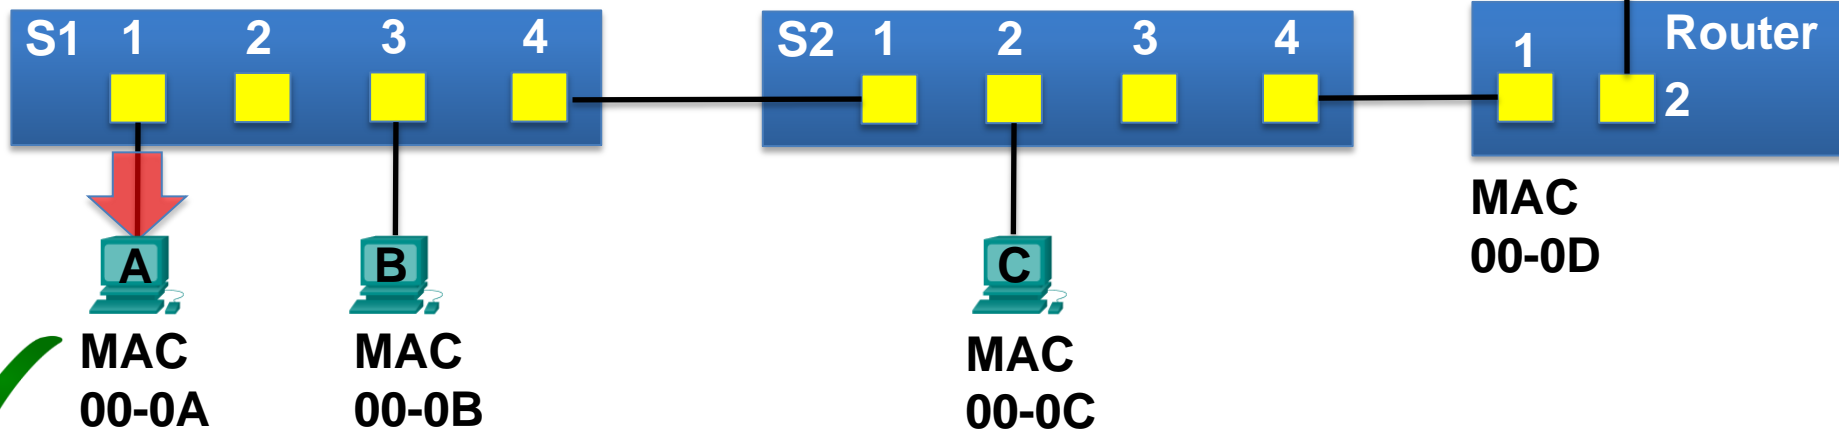 S1 1 2 3 4
S2 1 2 3 4
1 Router
2
A
B
C
MAC
00-0A
MAC
00-0B
MAC
00-0C
MAC
00-0D